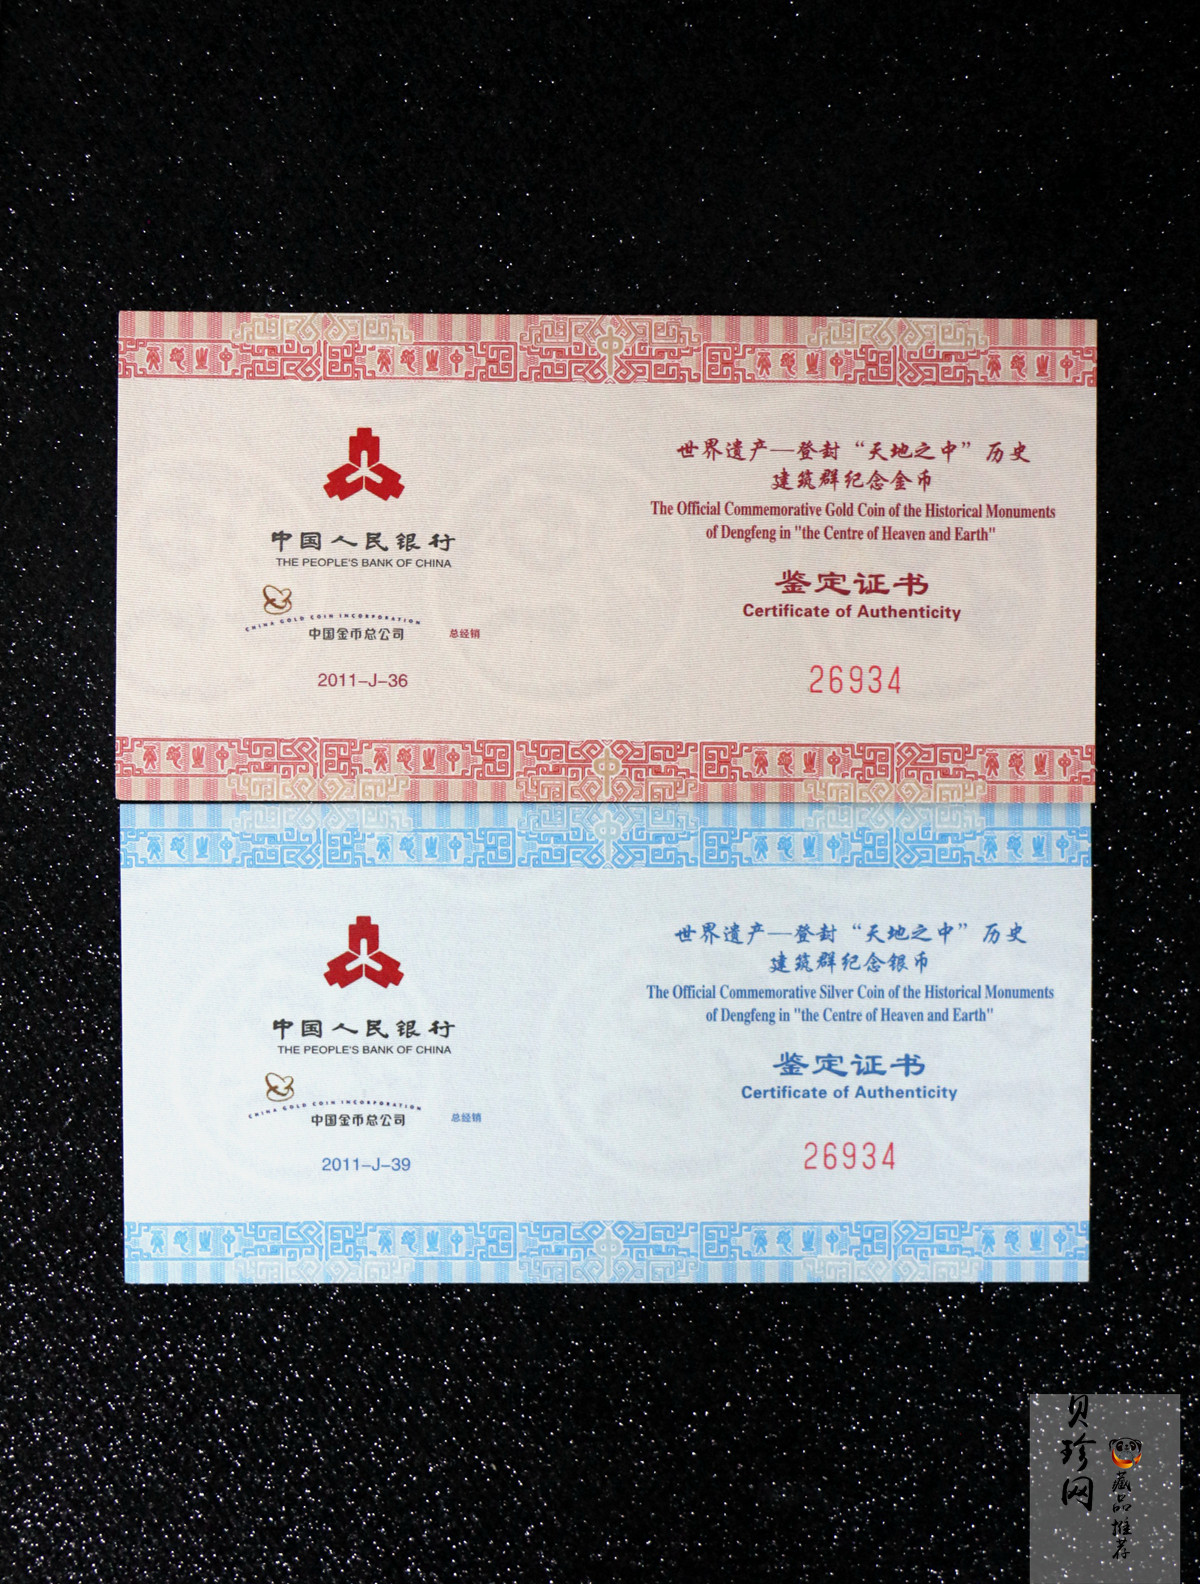 中国人民银行
THE PEOPLE'S BANK OF CHINA
CHINA GOLD COIN INCORPORATION
中国金币总公司 总经销
2011-J-36
世界遗产—登封“天地之中”历史
建筑群纪念金币
The Official Commemorative Gold Coin of the Historical Monuments
of Dengfeng in "the Centre of Heaven and Earth"
鉴定证书
Certificate of Authenticity
26934
中国人民银行
THE PEOPLE'S BANK OF CHINA
CHINA GOLD COIN INCORPORATION
中国金币总公司 总经销
2011-J-39
世界遗产—登封“天地之中”历史
建筑群纪念银币
The Official Commemorative Silver Coin of the Historical Monuments
of Dengfeng in "the Centre of Heaven and Earth"
鉴定证书
Certificate of Authenticity
26934
贝珍网
藏品推荐